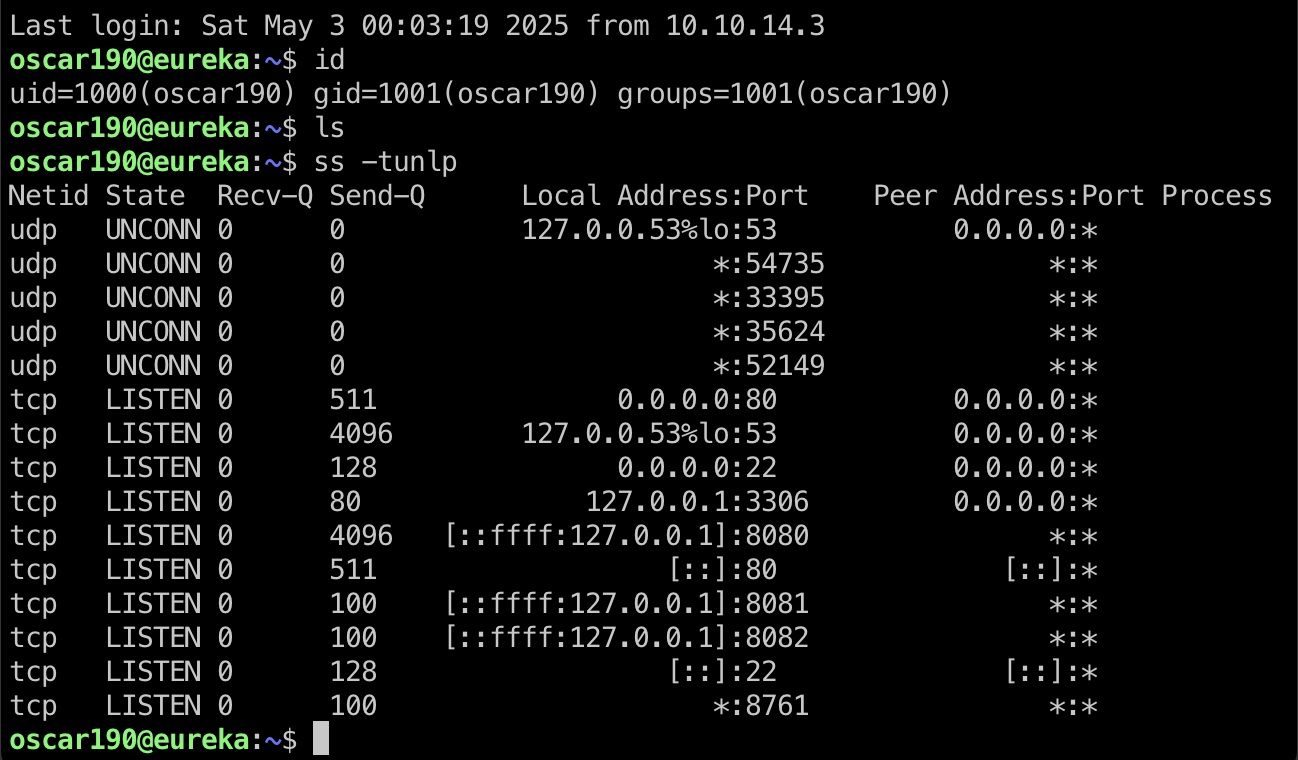 Last login: Sat May 3 00:03:19 2025 from 10.10.14.3
oscar190@eureka:~$ id
uid=1000(oscar190) gid=1001(oscar190) groups=1001(oscar190)
oscar190@eureka:~$ ls
oscar190@eureka:~$ ss -tunlp
Netid State  Recv-Q Send-Q      Local Address:Port    Peer Address:Port Process
udp   UNCONN 0      0           127.0.0.53%lo:53           0.0.0.0:*
udp   UNCONN 0      0                       *:54735              *:*
udp   UNCONN 0      0                       *:33395              *:*
udp   UNCONN 0      0                       *:35624              *:*
udp   UNCONN 0      0                       *:52149              *:*
tcp   LISTEN 0      511               0.0.0.0:80           0.0.0.0:*
tcp   LISTEN 0      4096        127.0.0.53%lo:53           0.0.0.0:*
tcp   LISTEN 0      128               0.0.0.0:22           0.0.0.0:*
tcp   LISTEN 0      80              127.0.0.1:3306         0.0.0.0:*
tcp   LISTEN 0      4096   [::ffff:127.0.0.1]:8080               *:*
tcp   LISTEN 0      511                  [::]:80              [::]:*
tcp   LISTEN 0      100    [::ffff:127.0.0.1]:8081               *:*
tcp   LISTEN 0      100    [::ffff:127.0.0.1]:8082               *:*
tcp   LISTEN 0      128                  [::]:22              [::]:*
tcp   LISTEN 0      100                     *:8761               *:*
oscar190@eureka:~$